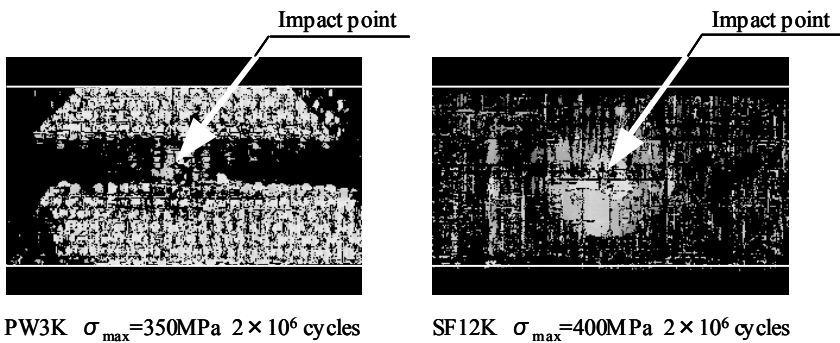 Impact point
Impact point
PW3K σmax=350MPa 2×10⁶ cycles
SF12K σmax=400MPa 2×10⁶ cycles